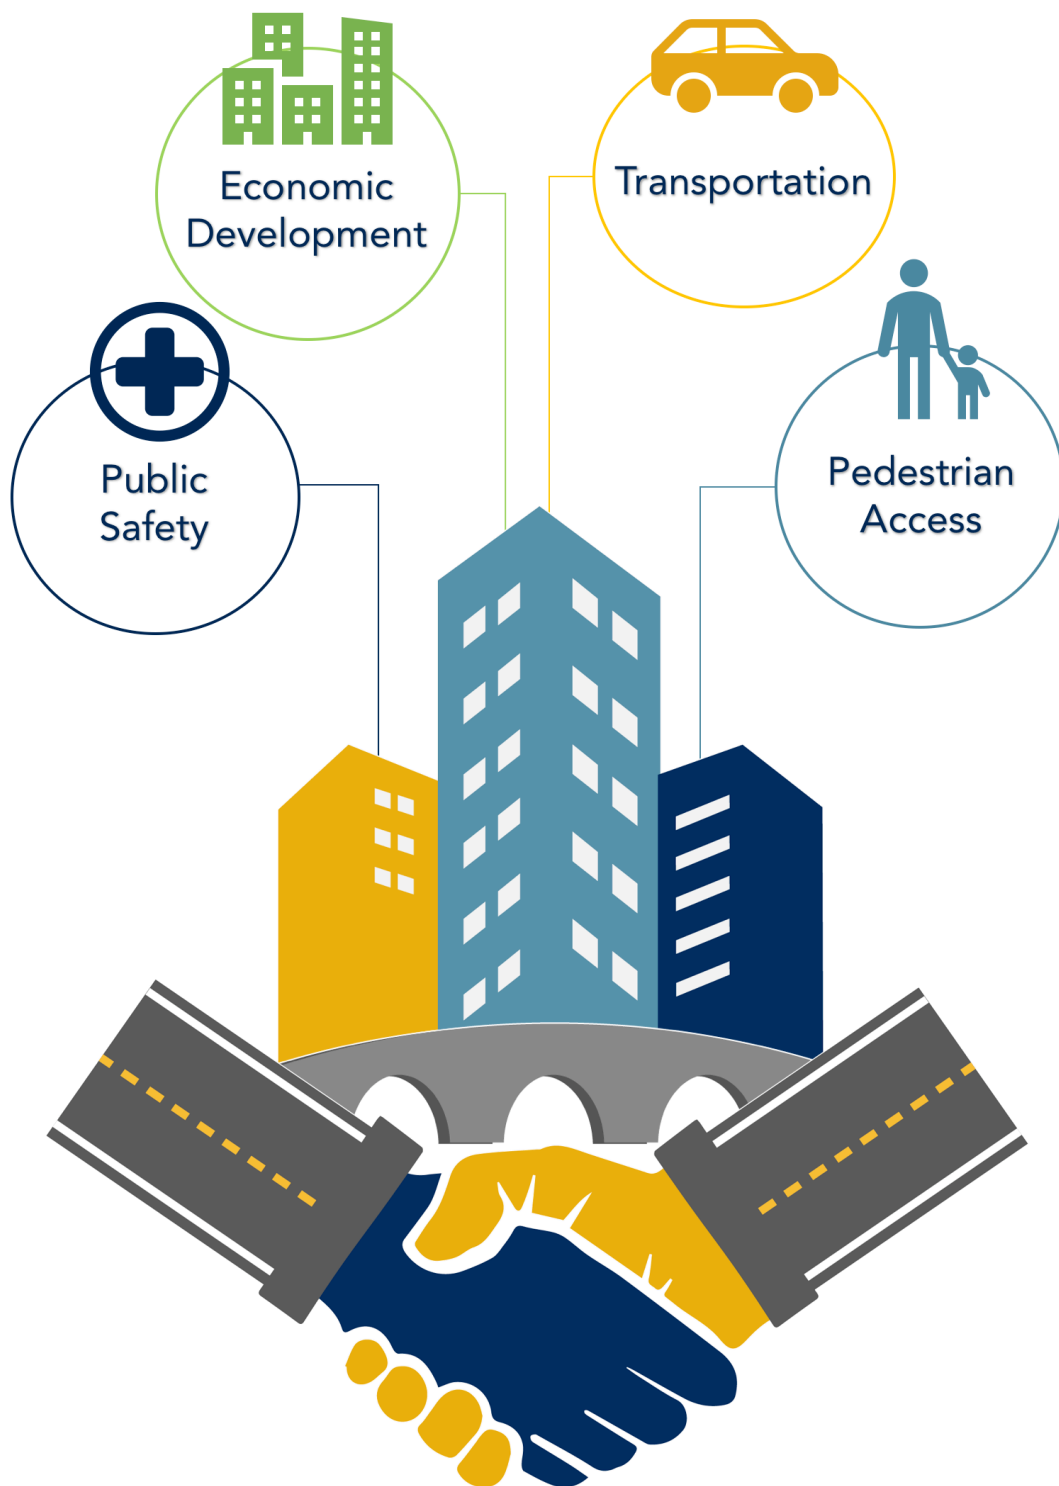 Economic
Development
Transportation
Public
Safety
Pedestrian
Access